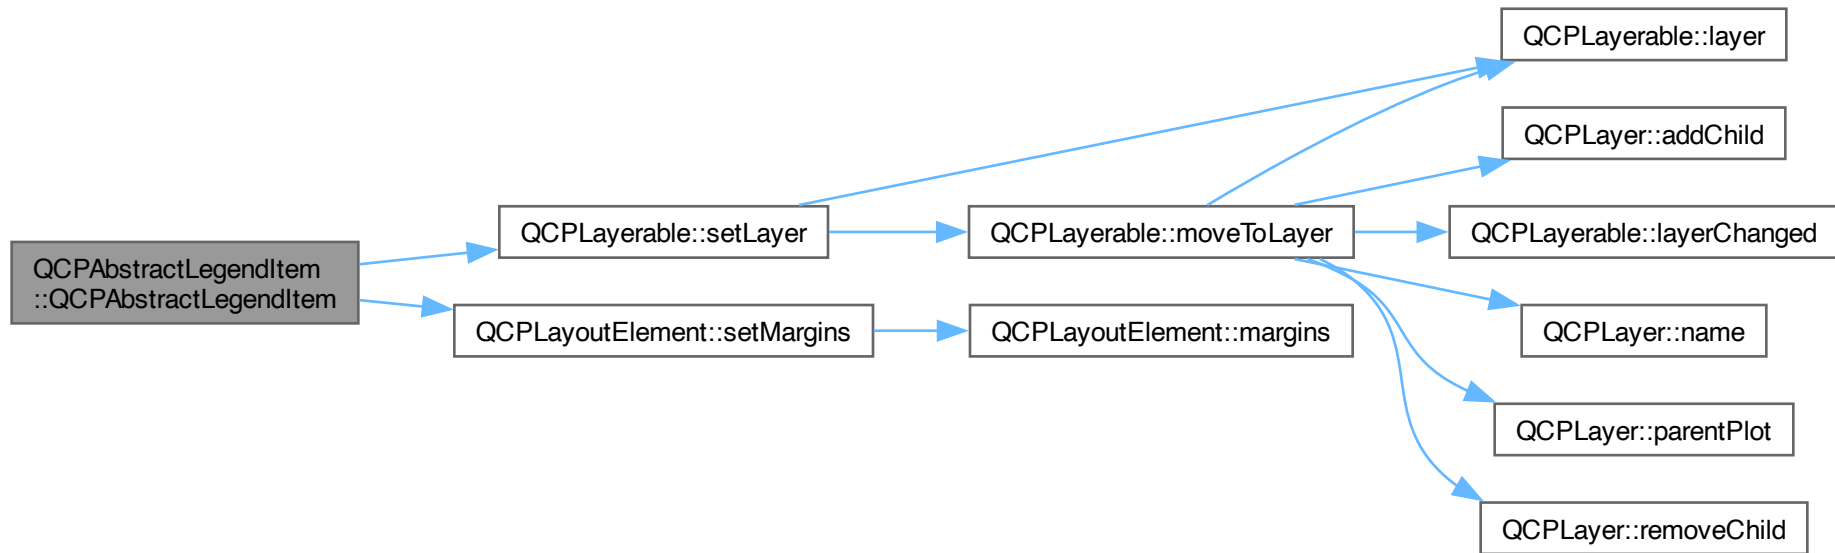 QCPAbstractLegendItem
::QCPAbstractLegendItem
QCPLayerable::setLayer
QCPLayoutElement::setMargins
QCPLayerable::moveToLayer
QCPLayoutElement::margins
QCPLayerable::layer
QCPLayer::addChild
QCPLayerable::layerChanged
QCPLayer::name
QCPLayer::parentPlot
QCPLayer::removeChild